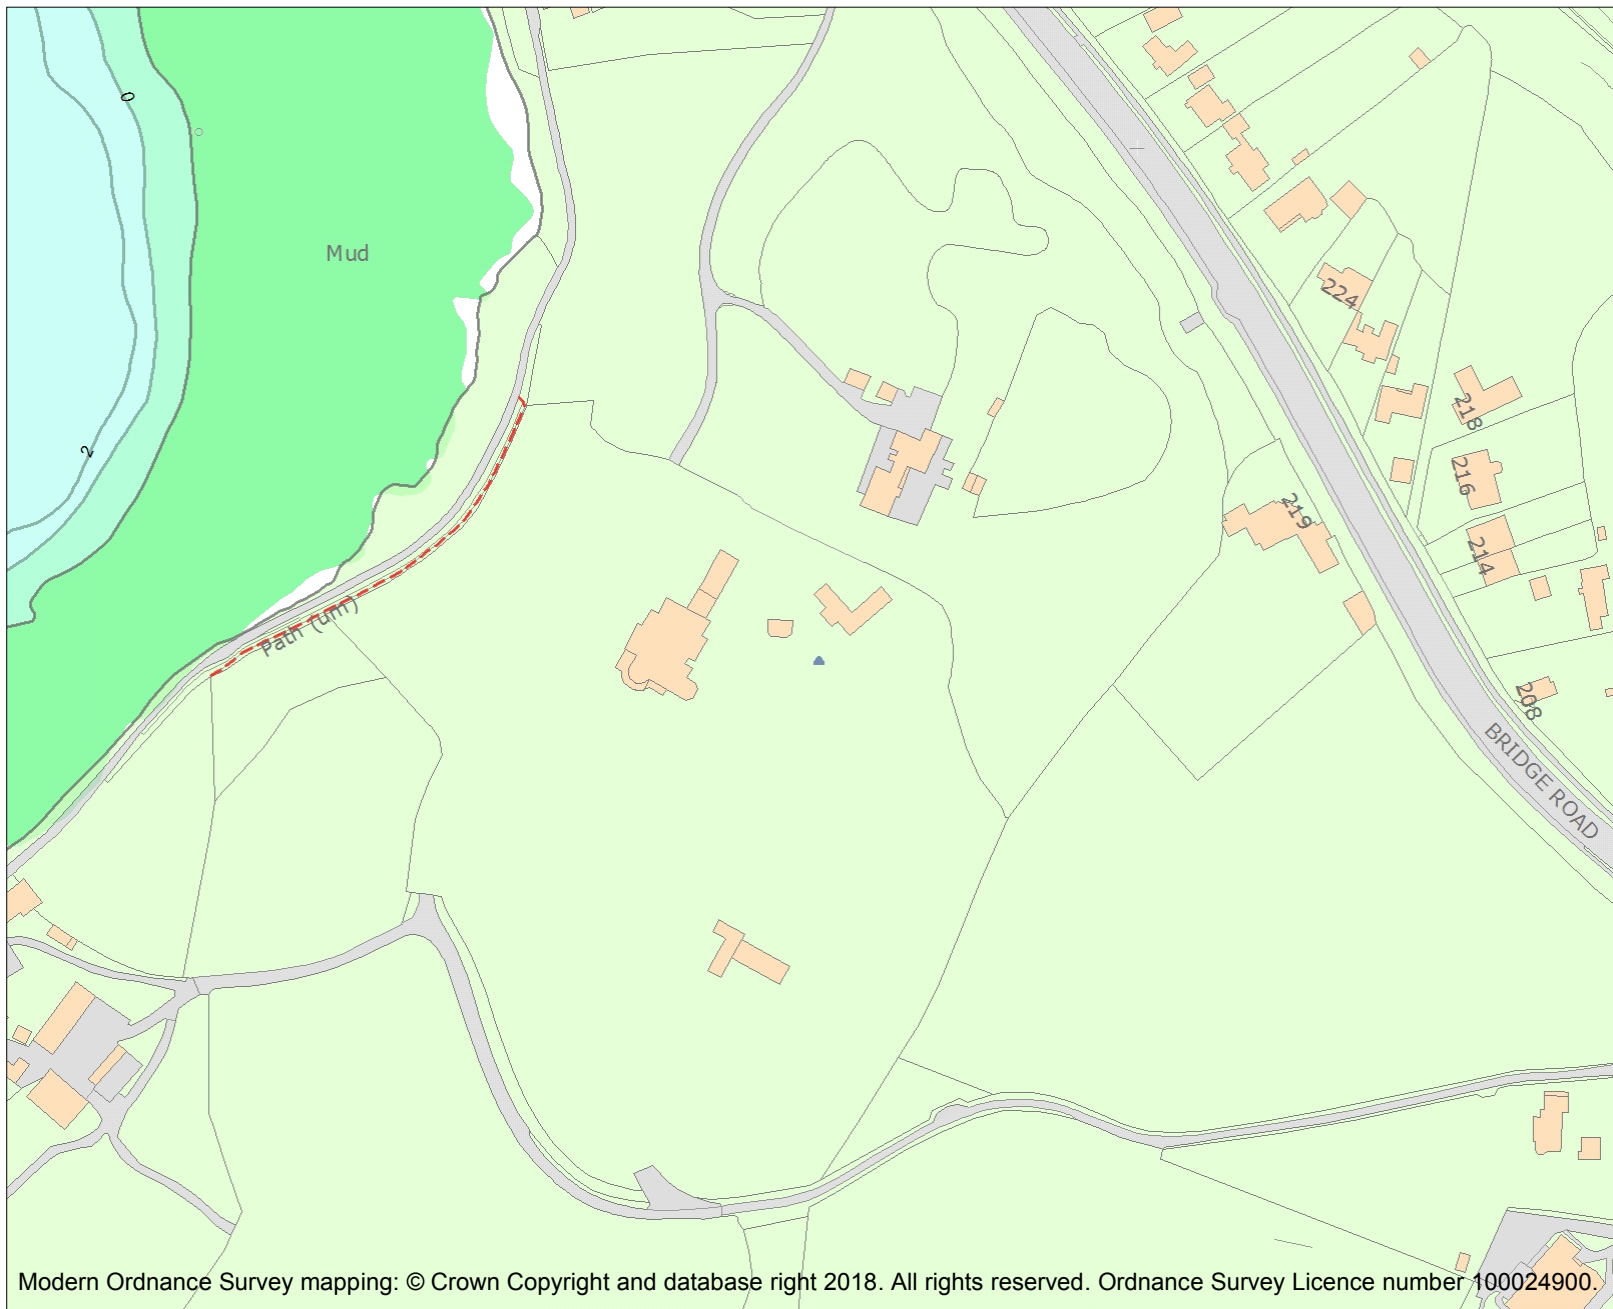 0
Mud
224
218
2
216
219
214
Path (um)
208
BRIDGE ROAD
Modern Ordnance Survey mapping: © Crown Copyright and database right 2018. All rights reserved. Ordnance Survey Licence number 100024900.